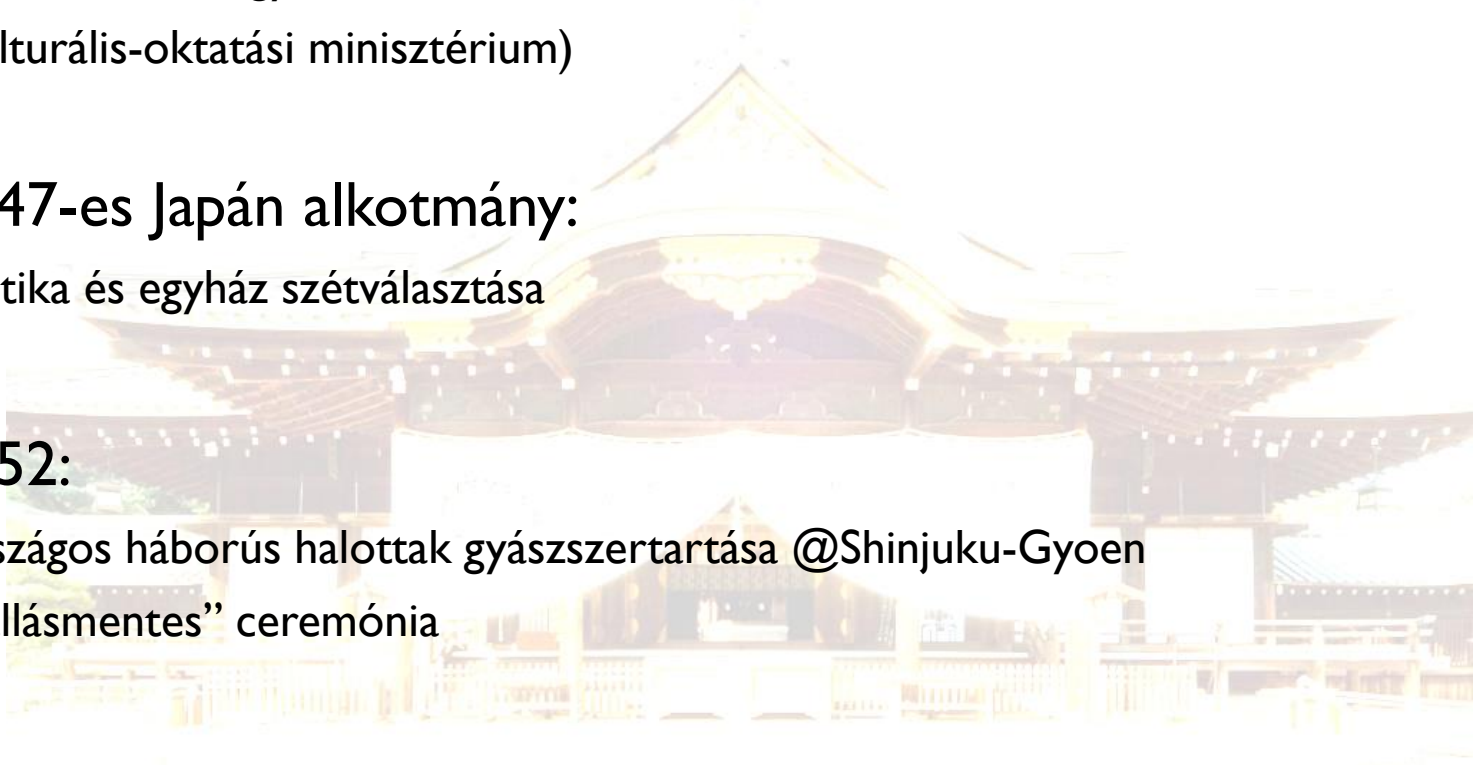 lturális-oktatási minisztérium)
47-es Japán alkotmány:
tika és egyház szétválasztása
52:
szágos háborús halottak gyászszertartása @Shinjuku-Gyoen
llásmentes” ceremónia